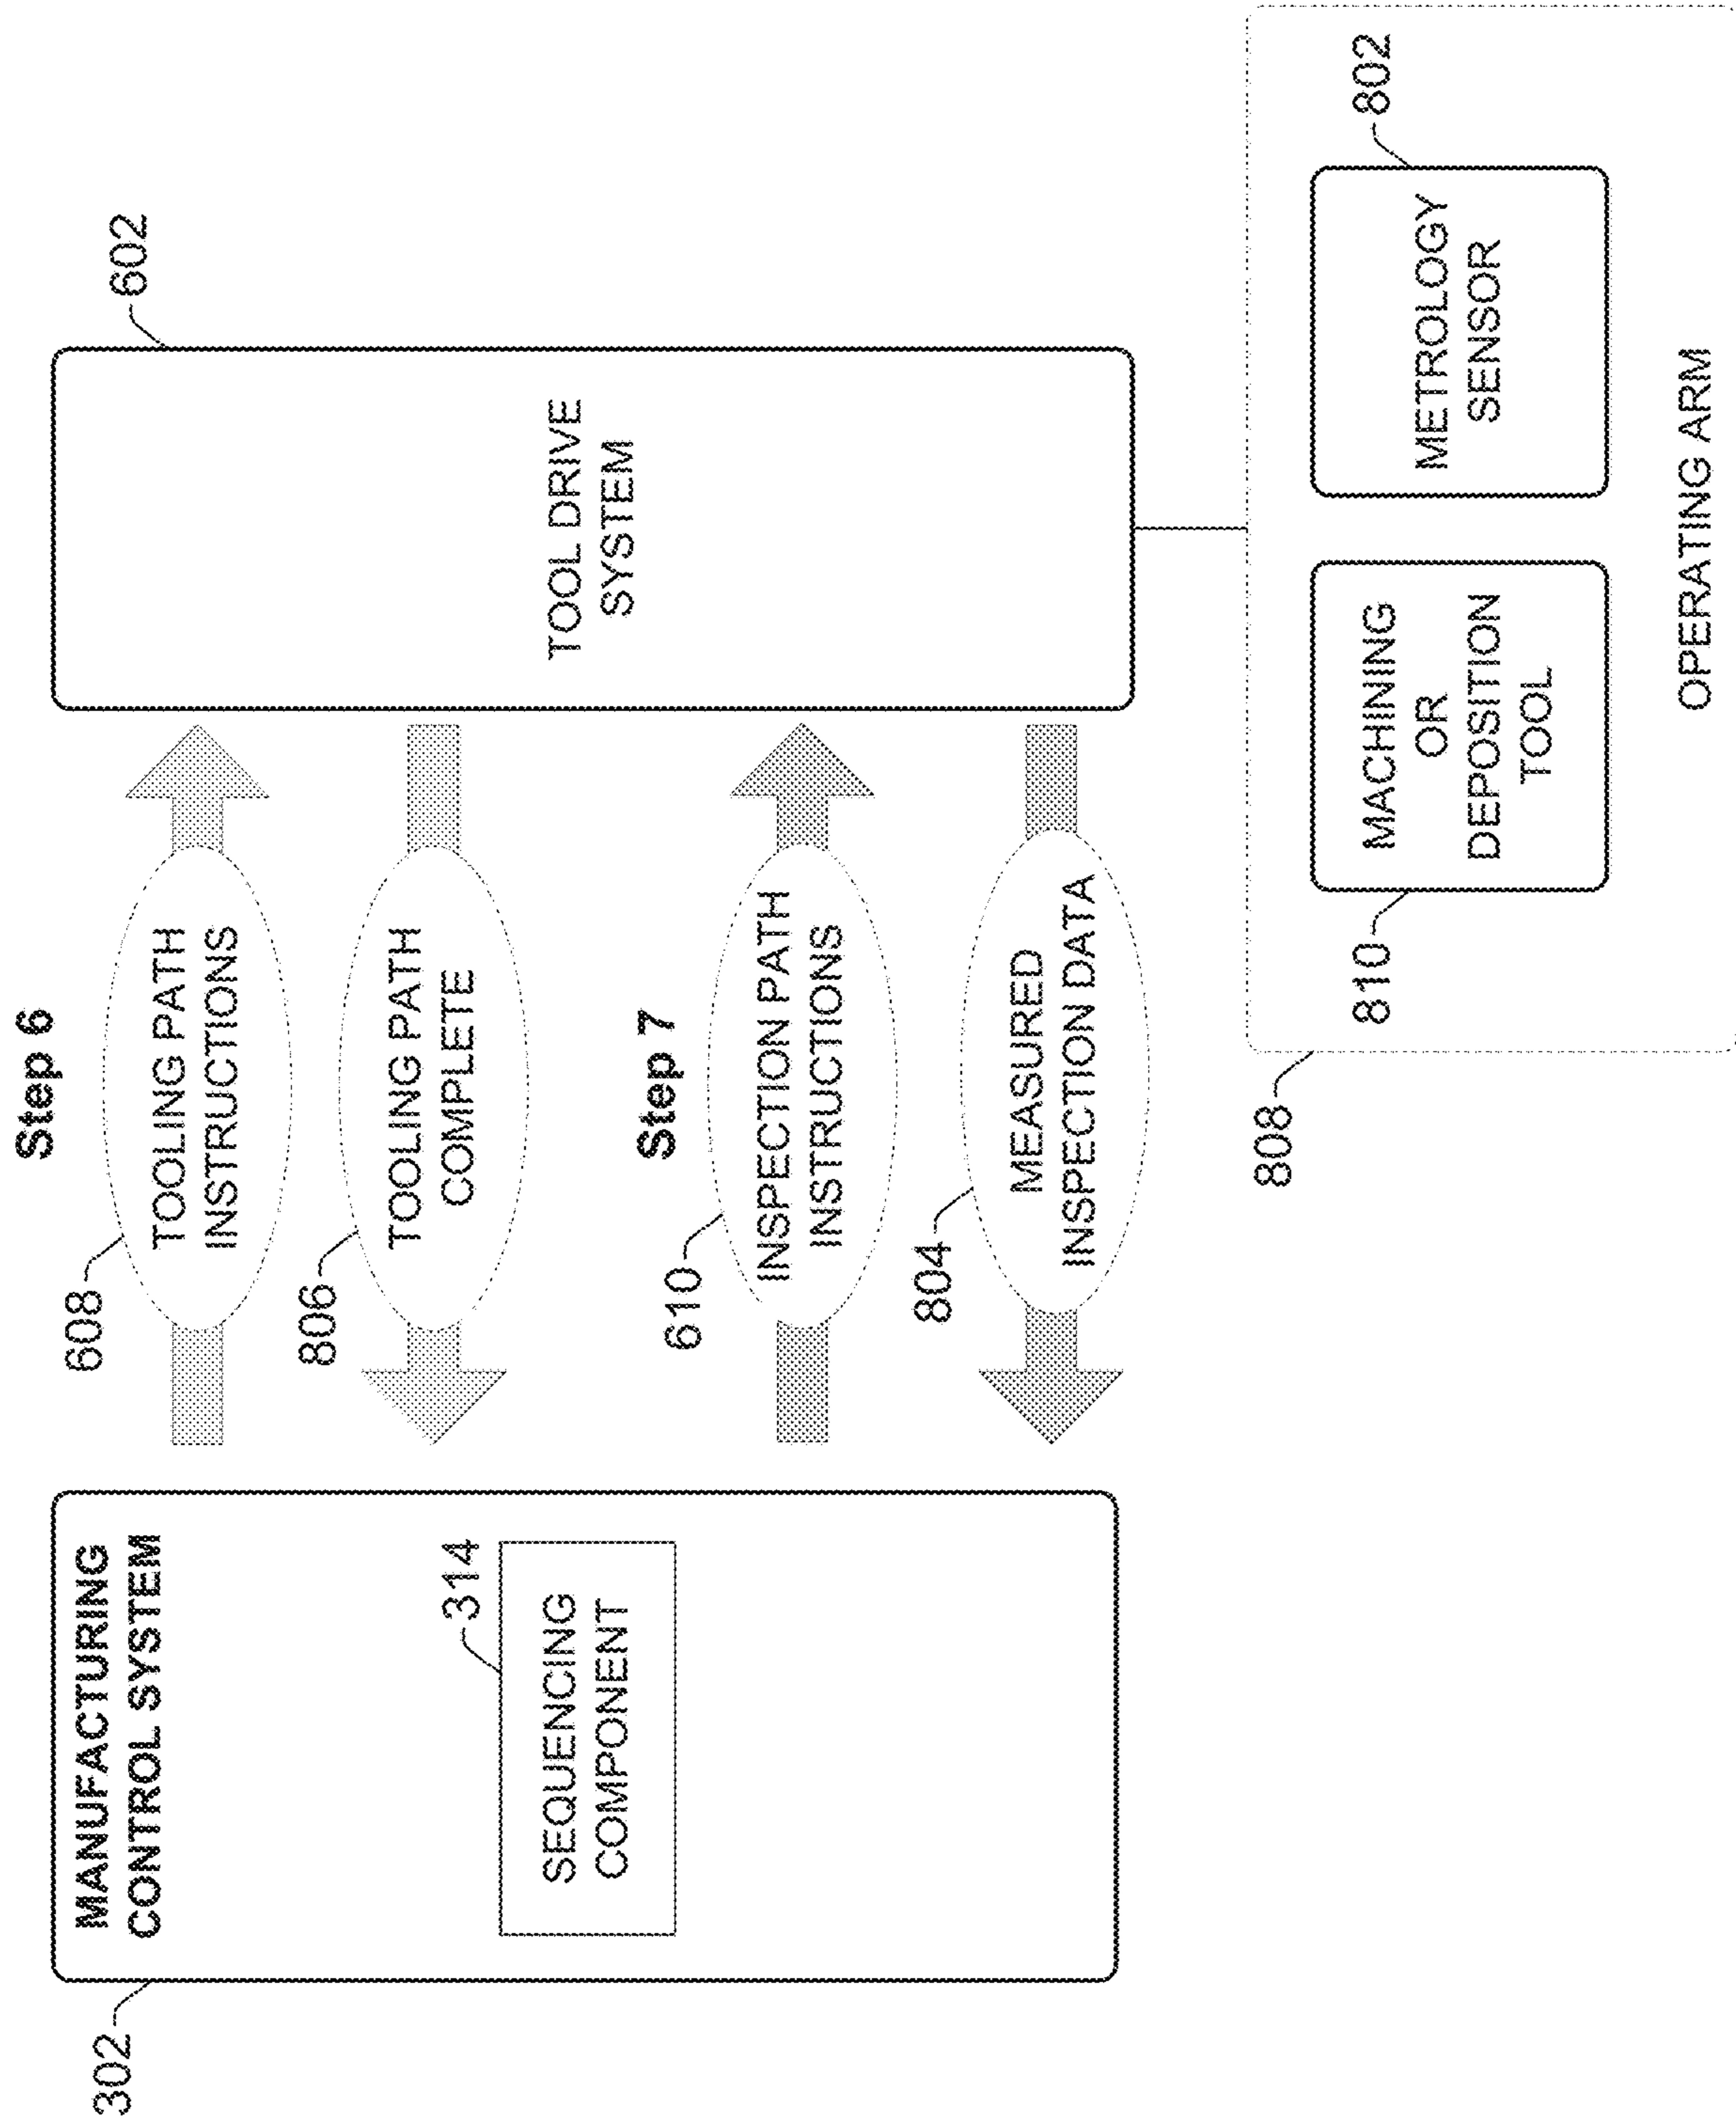 302
MANUFACTURING
CONTROL SYSTEM
314
SEQUENCING
COMPONENT
Step 6
608
TOOLING PATH
INSTRUCTIONS
806
TOOLING PATH
COMPLETE
Step 7
610
INSPECTION PATH
INSTRUCTIONS
804
MEASURED
INSPECTION DATA
602
TOOL DRIVE
SYSTEM
808
810
MACHINING
OR
DEPOSITION
TOOL
802
METROLOGY
SENSOR
OPERATING ARM